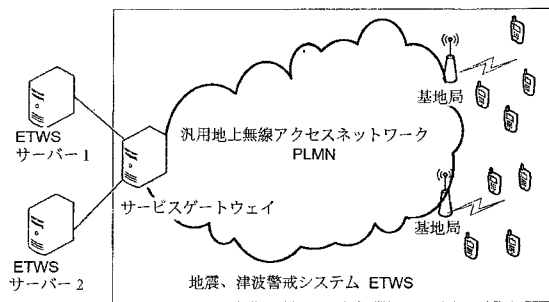 基地局
ETWS
サーバー 1
汎用地上無線アクセスネットワーク
PLMN
サービスゲートウェイ
基地局
ETWS
サーバー 2
地震、津波警戒システム ETWS